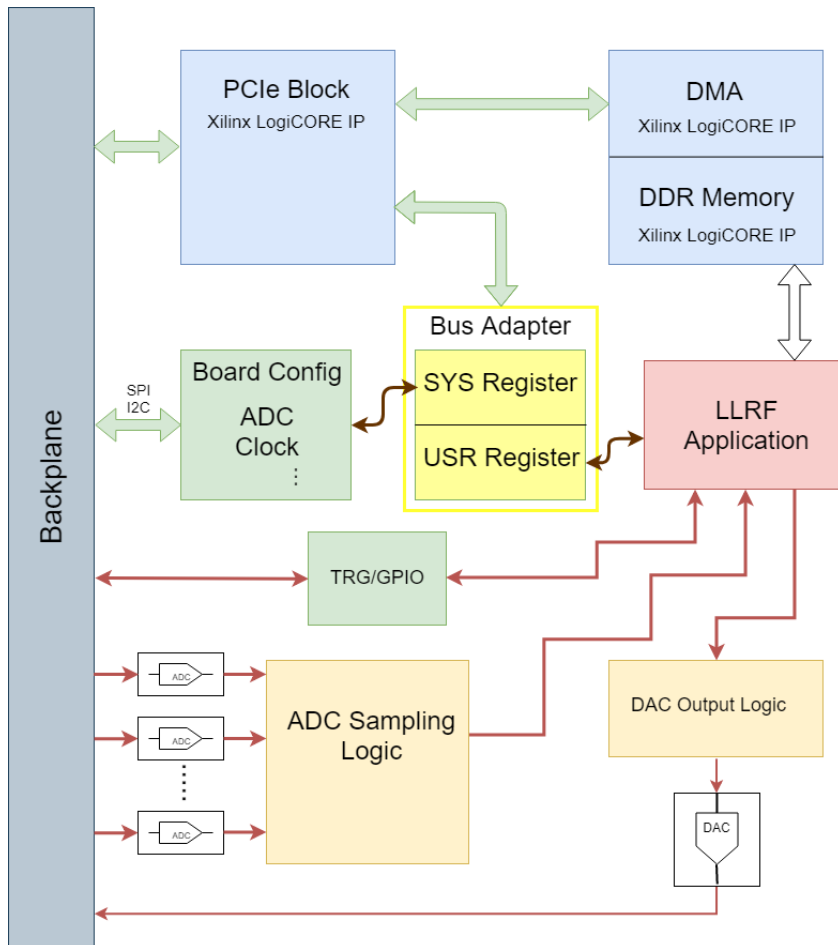 Backplane
PCIe Block
Xilinx LogiCORE IP
DMA
Xilinx LogiCORE IP
DDR Memory
Xilinx LogiCORE IP
Bus Adapter
SYS Register
USR Register
SPI
I2C
Board Config
ADC
Clock
LLRF
Application
TRG/GPIO
ADC
ADC
ADC
ADC Sampling
Logic
DAC Output Logic
DAC